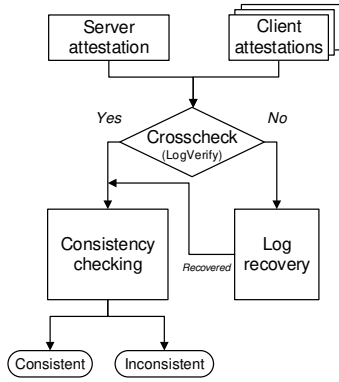 Server
attestation
Client
attestations
Yes
No
Crosscheck
(LogVerify)
Consistency
checking
Recovered
Log
recovery
Consistent
Inconsistent